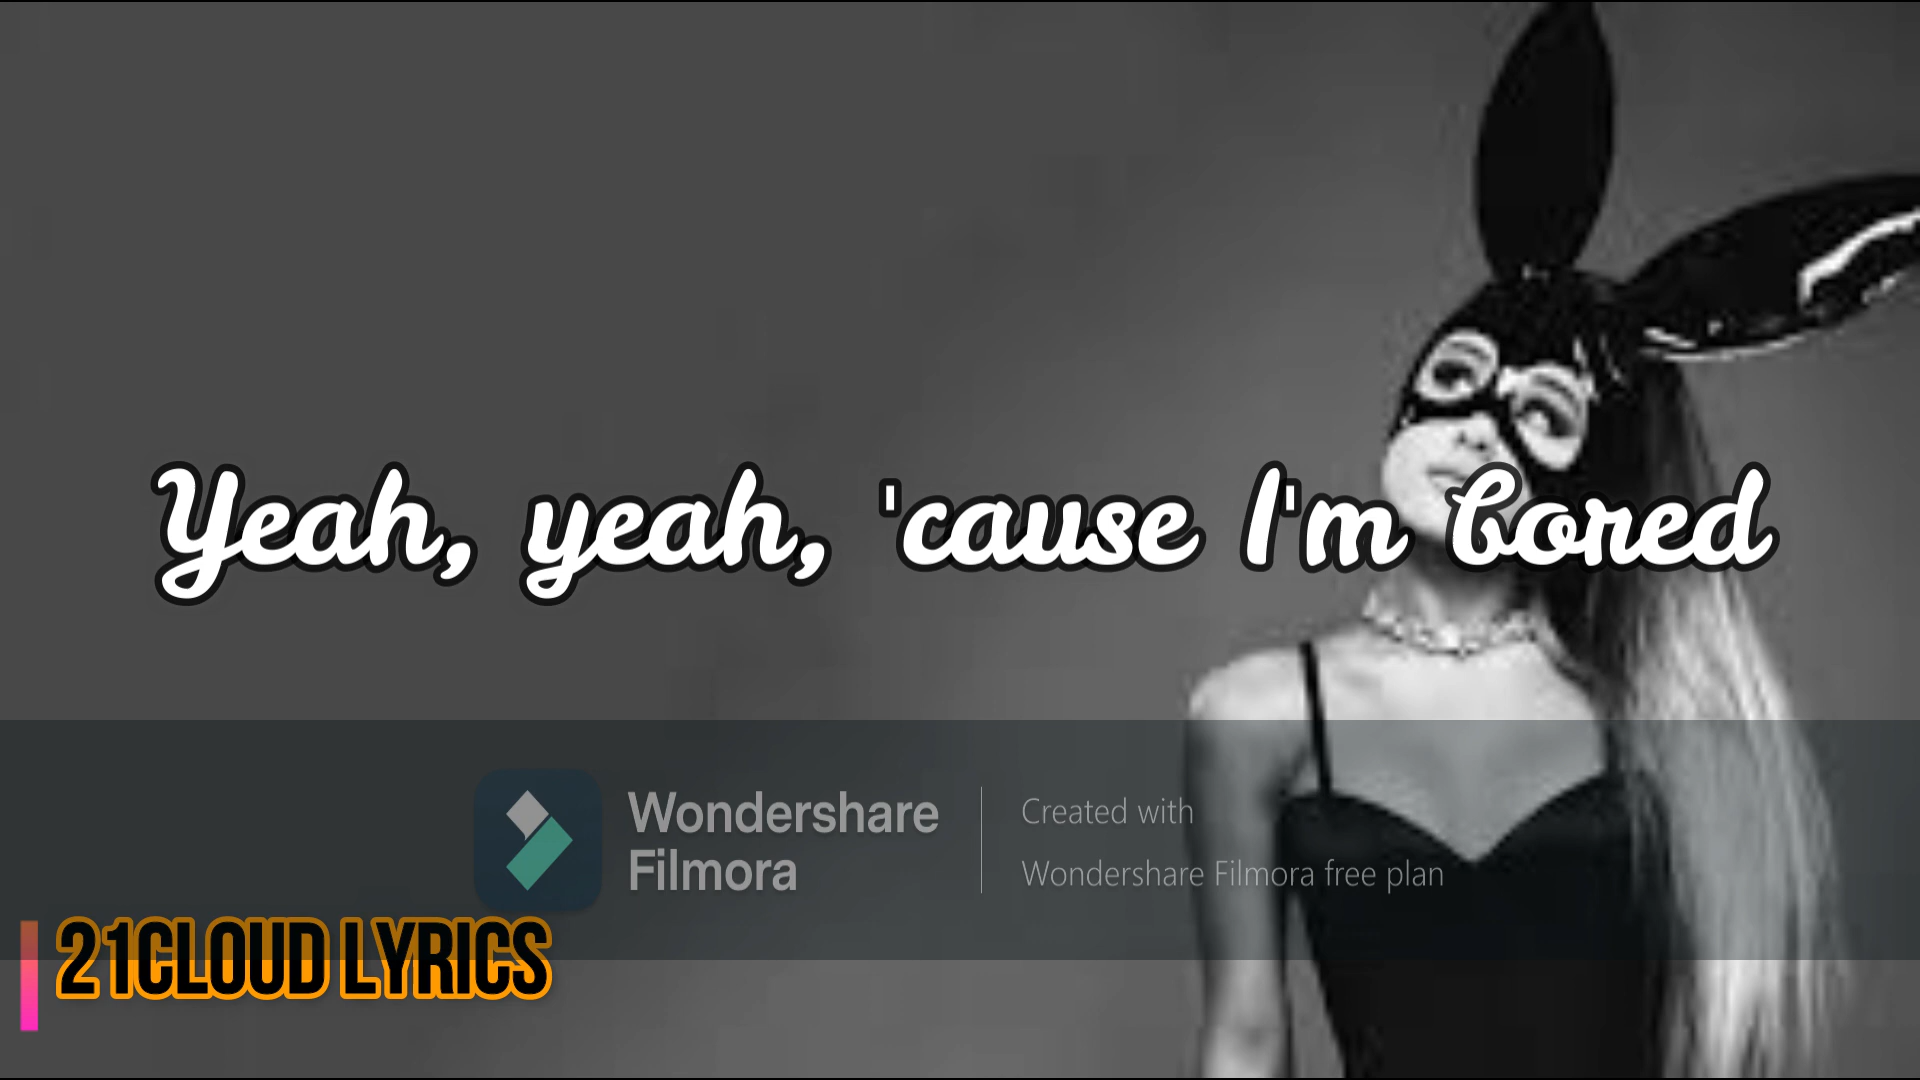 Yeah, yeah, 'cause I'm bored
Wondershare
Filmora
Created with
Wondershare Filmora free plan
21CLOUD LYRICS